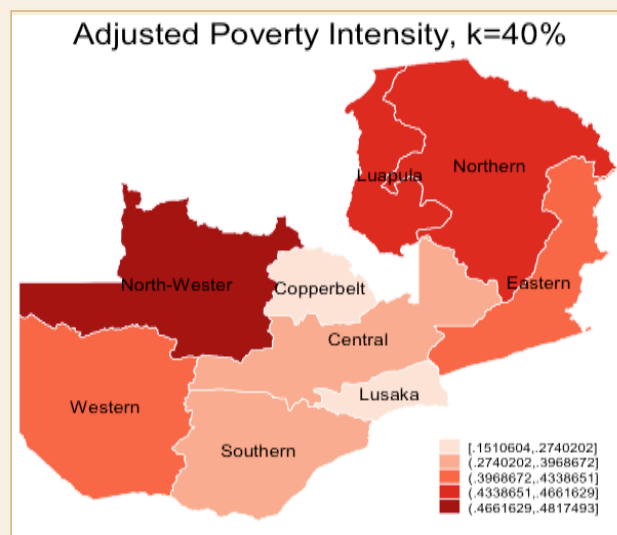 Adjusted Poverty Intensity, k=40%
Northern
Luapula
Eastern
North-Wester
Copperbelt
Central
Lusaka
Western
Southern
[.1510604,.2740202]
(.2740202,.3968672]
(.3968672,.4338651]
(.4338651,.4661629]
(.4661629,.4817493]